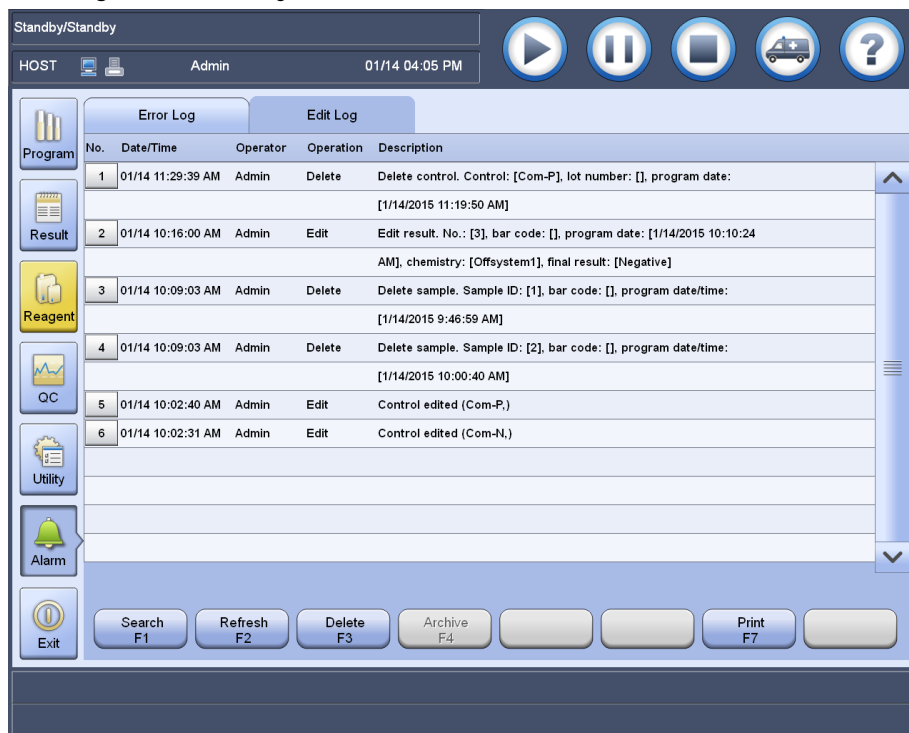 Standby/Standby
HOST Admin 01/14 04:05 PM
?
Program
Result
Reagent
QC
Utility
Alarm
Exit
Error Log Edit Log
No. Date/Time Operator Operation Description
1 01/14 11:29:39 AM Admin Delete Delete control. Control: [Com-P], lot number: [], program date:
[1/14/2015 11:19:50 AM]
2 01/14 10:16:00 AM Admin Edit Edit result. No.: [3], bar code: [], program date: [1/14/2015 10:10:24
AM], chemistry: [Offsystem1], final result: [Negative]
3 01/14 10:09:03 AM Admin Delete Delete sample. Sample ID: [1], bar code: [], program date/time:
[1/14/2015 9:46:59 AM]
4 01/14 10:09:03 AM Admin Delete Delete sample. Sample ID: [2], bar code: [], program date/time:
[1/14/2015 10:00:40 AM]
5 01/14 10:02:40 AM Admin Edit Control edited (Com-P,)
6 01/14 10:02:31 AM Admin Edit Control edited (Com-N,)
Search F1
Refresh F2
Delete F3
Archive F4
Print F7